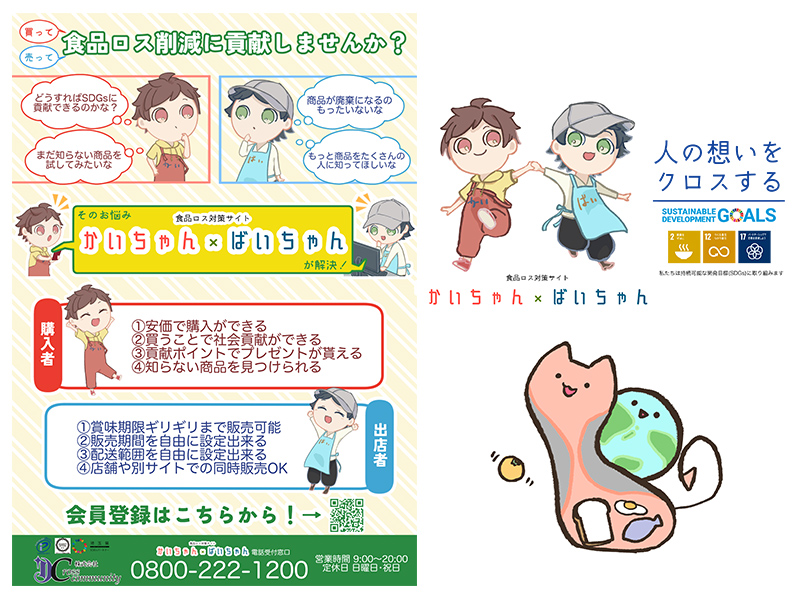 買って
売って
食品ロス削減に貢献しませんか？
どうすればSDGsに
貢献できるのかな？
まだ知らない商品を
試してみたいな
商品が廃棄になるの
もったいないな
もっと商品をたくさんの
人に知ってほしいな
そのお悩み
食品ロス対策サイト
かいちゃん×ばいちゃん
が解決！
購入者
①安価で購入ができる
②買うことで社会貢献ができる
③貢献ポイントでプレゼントが貰える
④知らない商品を見つけられる
①賞味期限ギリギリまで販売可能
②販売期間を自由に設定出来る
③配送範囲を自由に設定出来る
④店舗や別サイトでの同時販売OK
出店者
会員登録はこちらから！→
株式会社
かいちゃん×ばいちゃん 電話受付窓口
0800-222-1200
営業時間 9:00〜20:00
定休日 日曜日・祝日
ばい
人の想いを
クロスする
SUSTAINABLE
DEVELOPMENT
GOALS
2
12
17
私たちは持続可能な開発目標(SDGs)に取り組みます
食品ロス対策サイト
かいちゃん×ばいちゃん